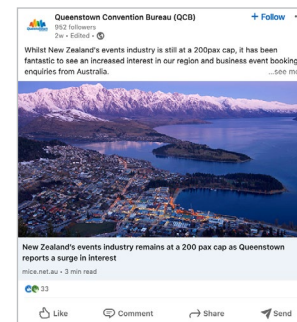 Queenstown Convention Bureau (QCB)
+ Follow
952 followers
2w • Edited •
Whilst New Zealand's events industry is still at a 200pax cap, it has been
fantastic to see an increased interest in our region and business event booking
enquiries from Australia.
...see mo
New Zealand's events industry remains at a 200 pax cap as Queenstown
reports a surge in interest
mice.net.au • 3 min read
33
Like
Comment
Share
Send